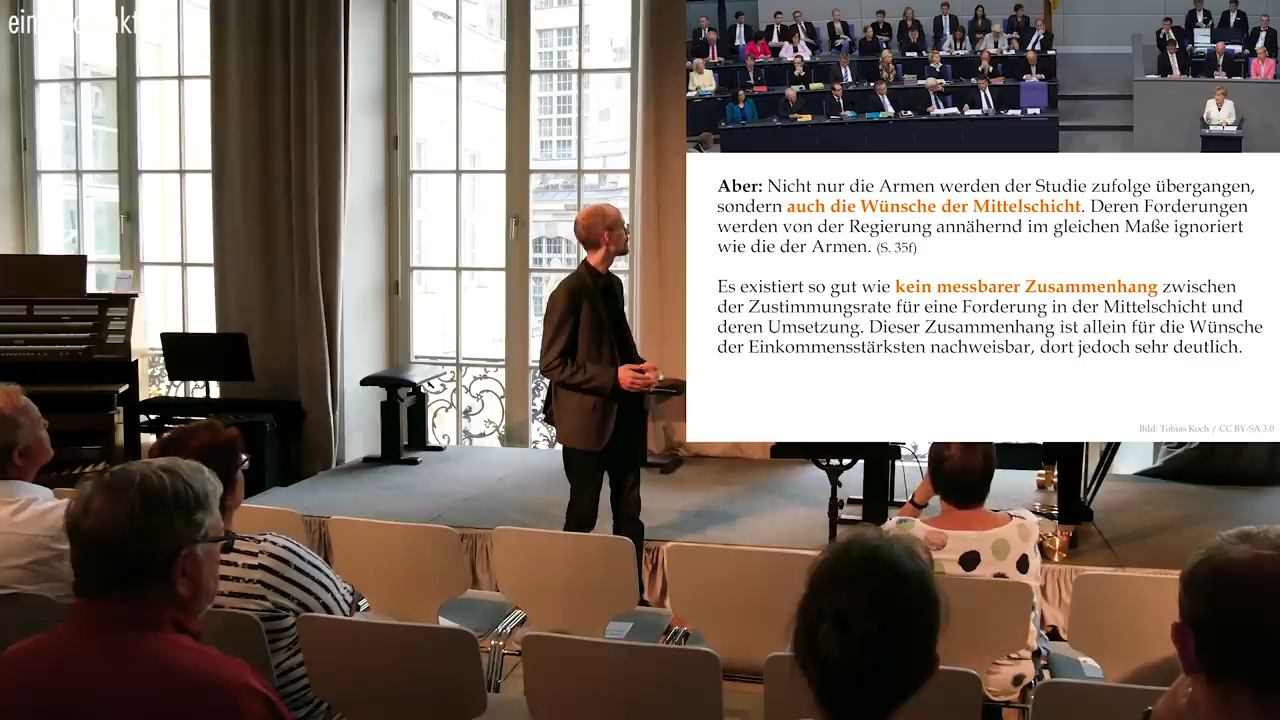 Aber: Nicht nur die Armen werden der Studie zufolge übergangen,
sondern auch die Wünsche der Mittelschicht. Deren Forderungen
werden von der Regierung annähernd im gleichen Maße ignoriert
wie die der Armen. (S. 35f)
Es existiert so gut wie kein messbarer Zusammenhang zwischen
der Zustimmungsrate für eine Forderung in der Mittelschicht und
deren Umsetzung. Dieser Zusammenhang ist allein für die Wünsche
der Einkommensstärksten nachweisbar, dort jedoch sehr deutlich.
Bild: Tobias Koch / CC BY-SA 3.0